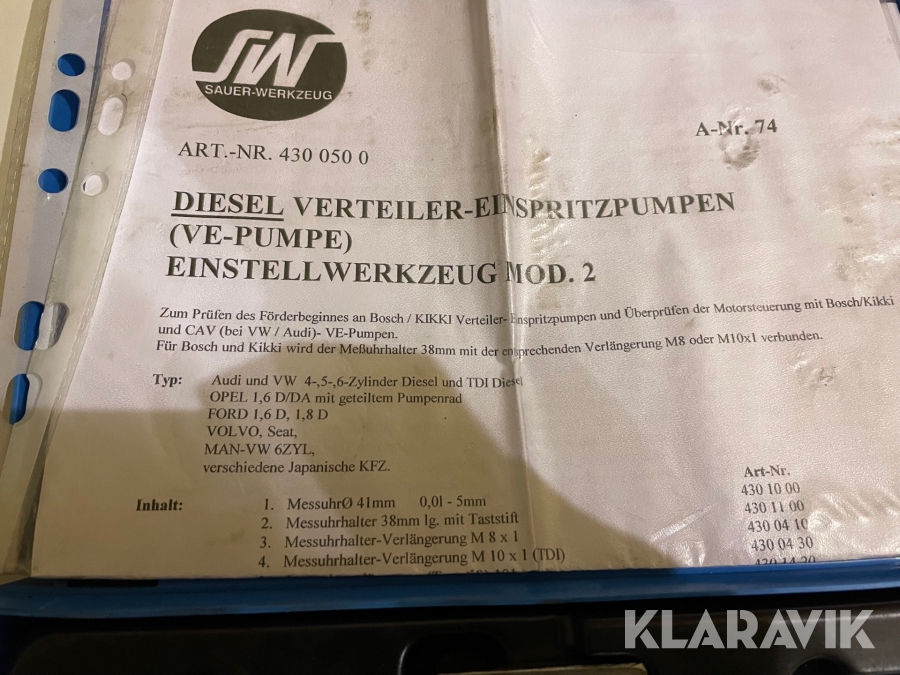 SW
SAUER-WERKZEUG
A-Nr. 74
ART.-NR. 430 050 0
DIESEL VERTEILER-EINSPRITZPUMPEN
(VE-PUMPE)
EINSTELLWERKZEUG MOD. 2
Zum Prüfen des Förderbeginnes an Bosch / KIKKI Verteiler- Einspritzpumpen und Überprüfen der Motorsteuerung mit Bosch/Kikki
und CAV (bei VW / Audi)- VE-Pumpen.
Für Bosch und Kikki wird der Meßuhrhalter 38mm mit der entsprechenden Verlängerung M8 oder M10x1 verbunden.
Typ: Audi und VW 4-,5-,6-Zylinder Diesel und TDI Diesel
OPEL 1,6 D/DA mit geteiltem Pumpenrad
FORD 1,6 D, 1,8 D
VOLVO, Seat,
MAN-VW 6ZYL,
verschiedene Japanische KFZ.
Art-Nr.
Inhalt: 1. MessuhrØ 41mm 0,0l - 5mm 430 10 00
2. Messuhrhalter 38mm lg. mit Taststift 430 11 00
3. Messuhrhalter-Verlängerung M 8 x 1 430 04 10
4. Messuhrhalter-Verlängerung M 10 x 1 (TDI) 430 04 30
KLARAVIK